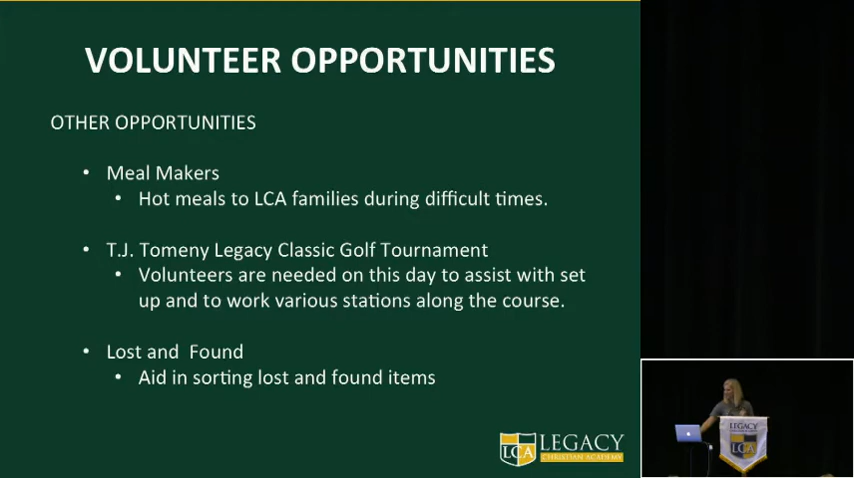 VOLUNTEER OPPORTUNITIES
OTHER OPPORTUNITIES
• Meal Makers
• Hot meals to LCA families during difficult times.
• T.J. Tomeny Legacy Classic Golf Tournament
• Volunteers are needed on this day to assist with set
up and to work various stations along the course.
• Lost and Found
• Aid in sorting lost and found items
LCA
LEGACY
CHRISTIAN ACADEMY
LEGACY
LCA